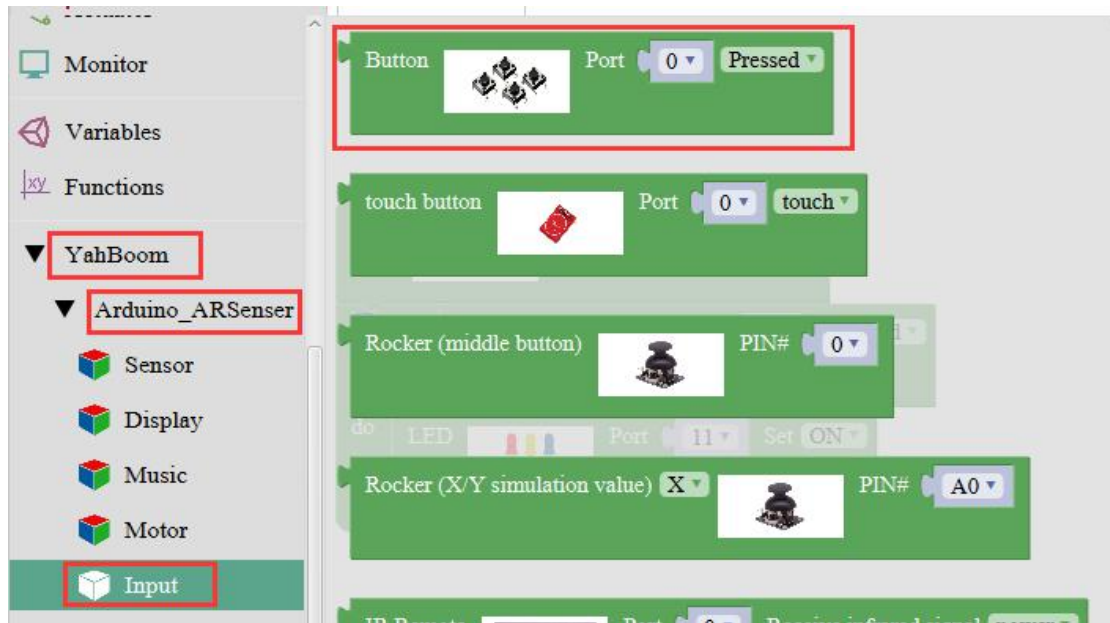 Monitor
Variables
xy Functions
YahBoom
Arduino_ARSenser
Sensor
Display
Music
Motor
Input
Button Port 0 Pressed
touch button Port 0 touch
Rocker (middle button) PIN# 0
do LED Port 11 Set ON
Rocker (X/Y simulation value) X PIN# A0